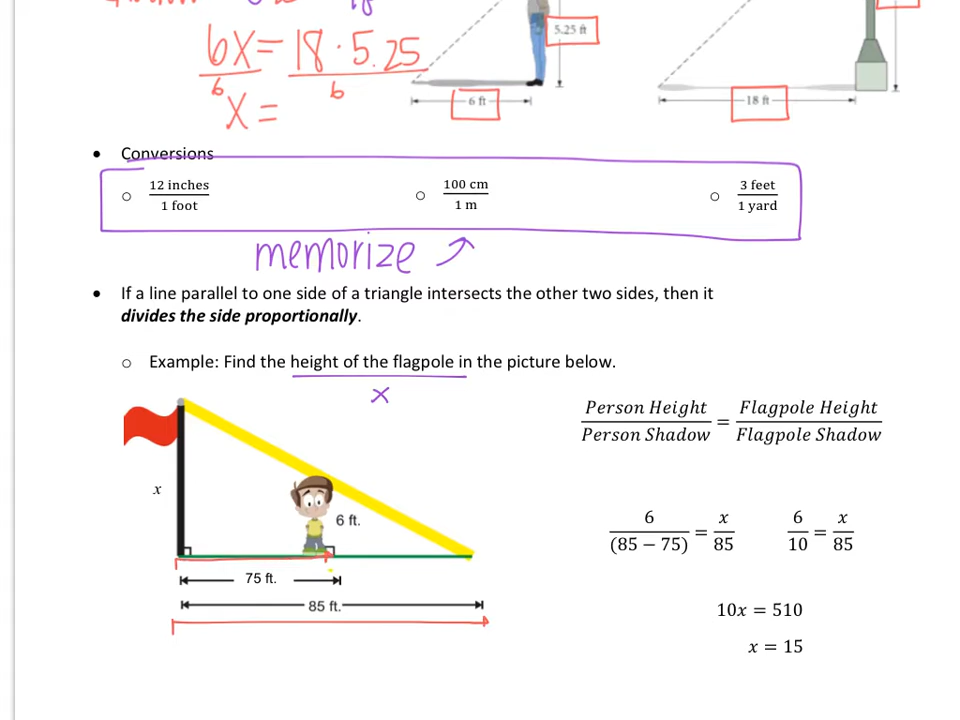 5.25 ft
6x = 18 · 5.25
6 6
x =
6 ft
18 ft
• Conversions
○ 12 inches / 1 foot ○ 100 cm / 1 m ○ 3 feet / 1 yard
memorize
• If a line parallel to one side of a triangle intersects the other two sides, then it
divides the side proportionally.
○ Example: Find the height of the flagpole in the picture below.
x
Person Height / Person Shadow = Flagpole Height / Flagpole Shadow
x
6 ft.
6 / (85 − 75) = x / 85 6 / 10 = x / 85
75 ft.
85 ft.
10x = 510
x = 15